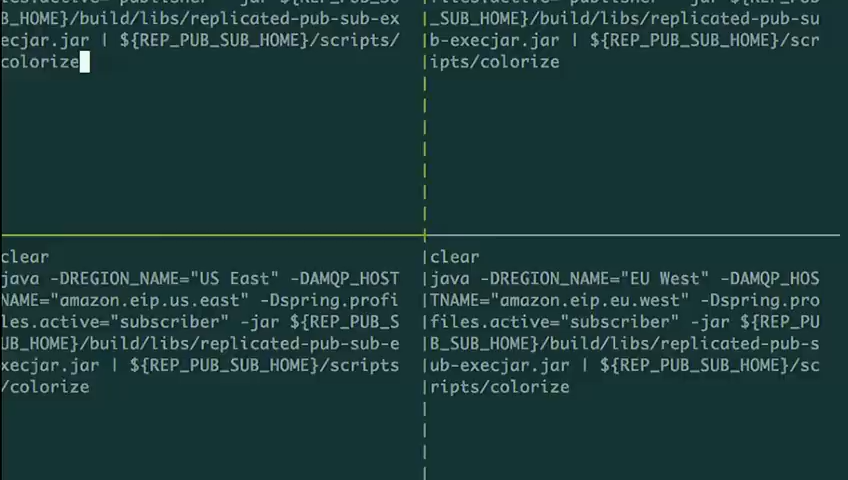 B_SUB_HOME}/build/libs/replicated-pub-sub-ex
ecjar.jar | ${REP_PUB_SUB_HOME}/scripts/
colorize
_SUB_HOME}/build/libs/replicated-pub-su
b-execjar.jar | ${REP_PUB_SUB_HOME}/scr
ipts/colorize
clear
java -DREGION_NAME="US East" -DAMQP_HOST
NAME="amazon.eip.us.east" -Dspring.profi
les.active="subscriber" -jar ${REP_PUB_S
UB_HOME}/build/libs/replicated-pub-sub-e
xecjar.jar | ${REP_PUB_SUB_HOME}/scripts
/colorize
clear
java -DREGION_NAME="EU West" -DAMQP_HOS
TNAME="amazon.eip.eu.west" -Dspring.pro
files.active="subscriber" -jar ${REP_PU
B_SUB_HOME}/build/libs/replicated-pub-s
ub-execjar.jar | ${REP_PUB_SUB_HOME}/sc
ripts/colorize